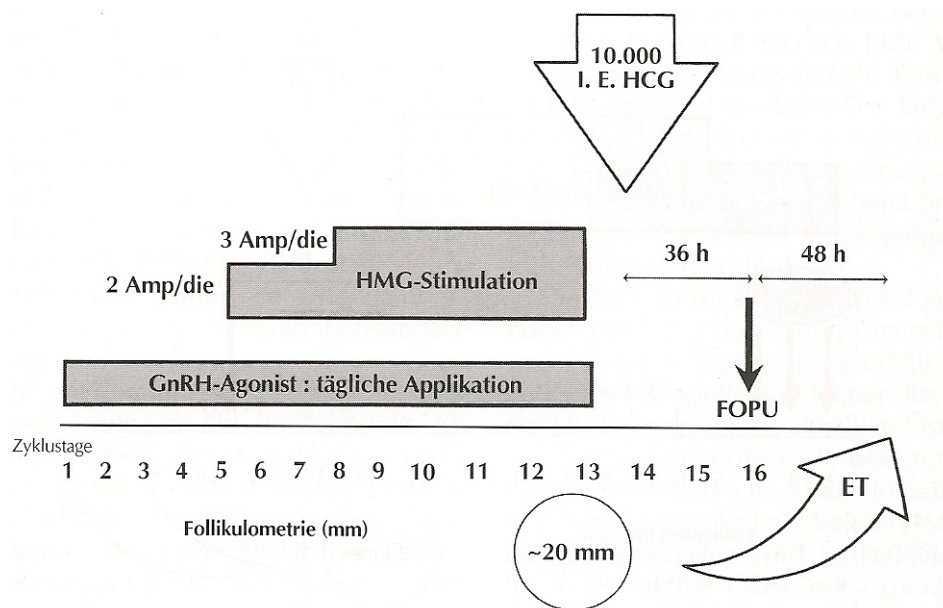 10.000
I. E. HCG
3 Amp/die
2 Amp/die
HMG-Stimulation
36 h
48 h
GnRH-Agonist : tägliche Applikation
FOPU
Zyklustage
1 2 3 4 5 6 7 8 9 10 11 12 13 14 15 16
ET
Follikulometrie (mm)
~20 mm